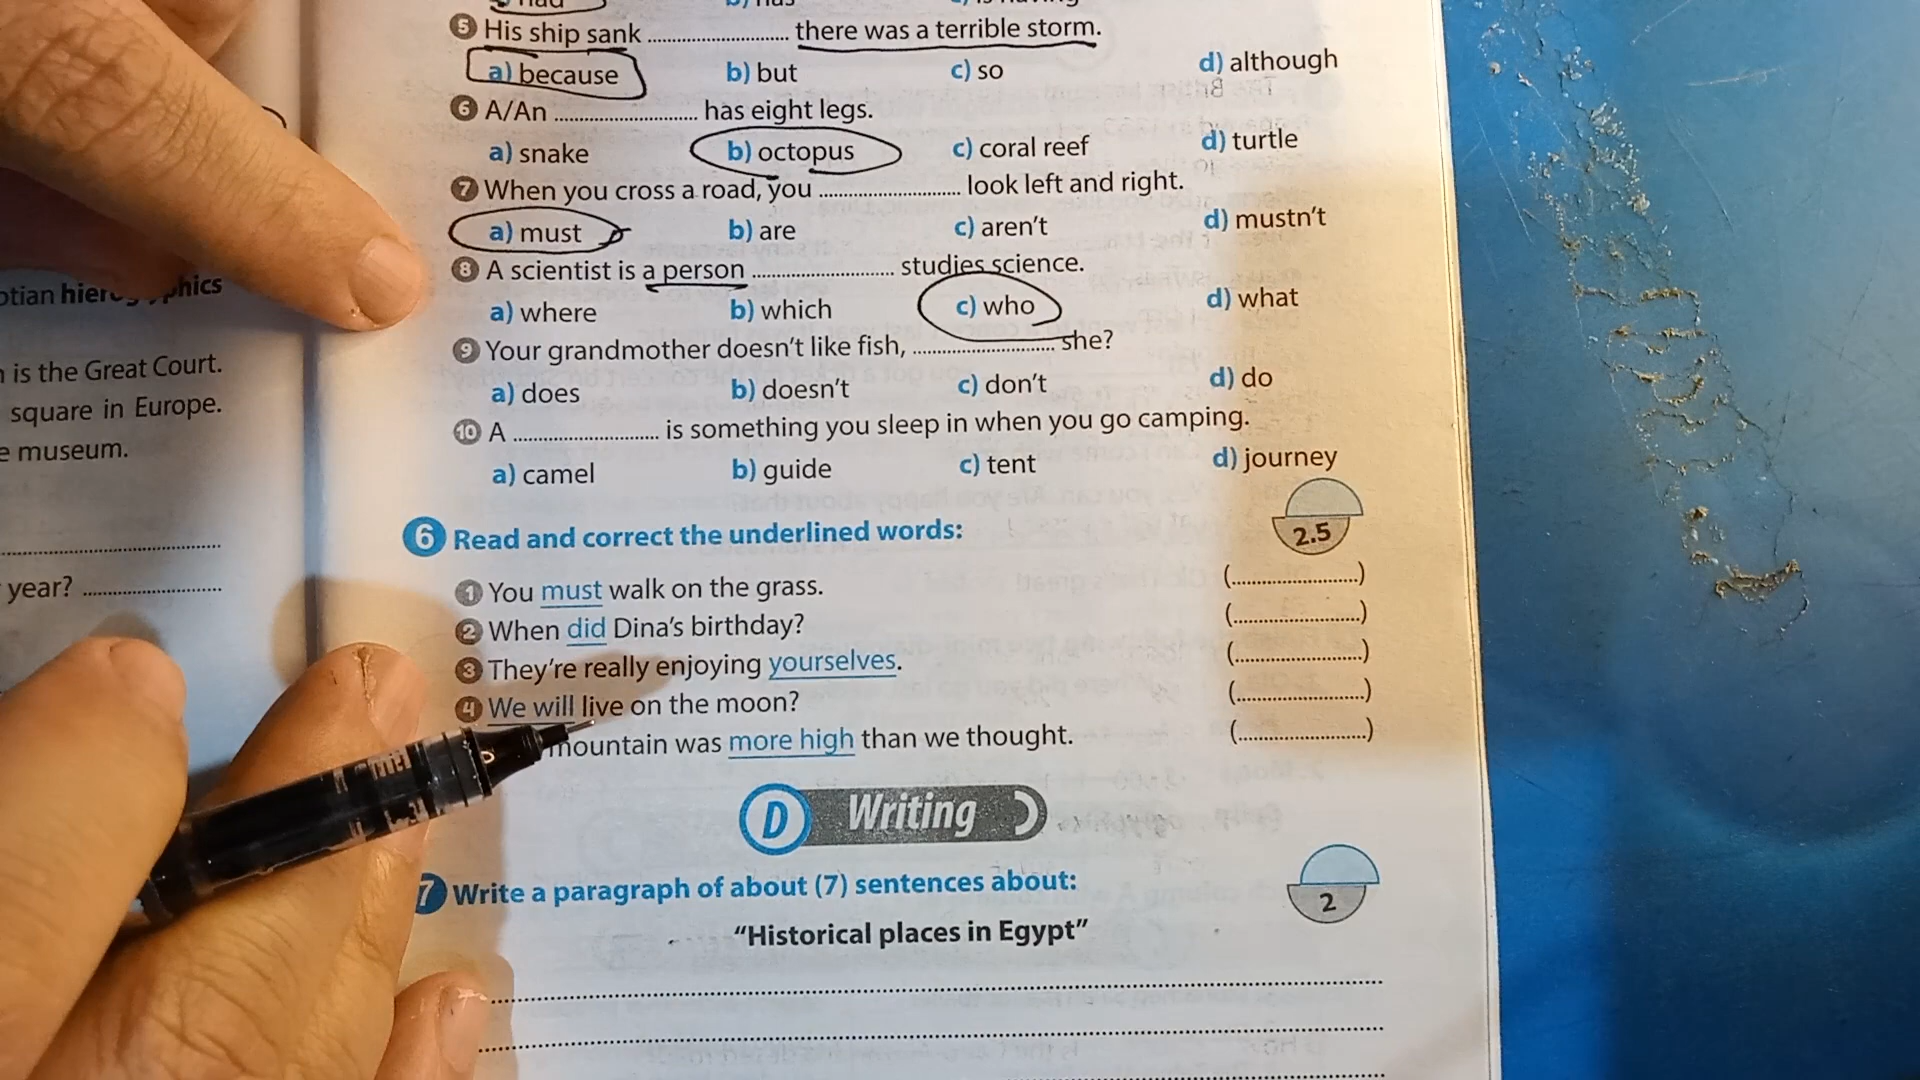 5 His ship sank ........................ there was a terrible storm.
a) because b) but c) so d) although
6 A/An ........................ has eight legs.
a) snake b) octopus c) coral reef d) turtle
7 When you cross a road, you ........................ look left and right.
a) must b) are c) aren't d) mustn't
8 A scientist is a person ........................ studies science.
a) where b) which c) who d) what
9 Your grandmother doesn't like fish, ........................ she?
a) does b) doesn't c) don't d) do
10 A ........................ is something you sleep in when you go camping.
a) camel b) guide c) tent d) journey
6 Read and correct the underlined words: 2.5
1 You must walk on the grass. (........................)
2 When did Dina's birthday? (........................)
3 They're really enjoying yourselves. (........................)
4 We will live on the moon? (........................)
mountain was more high than we thought. (........................)
D Writing
7 Write a paragraph of about (7) sentences about: 2
"Historical places in Egypt"
is the Great Court.
square in Europe.
museum.
year? ........................